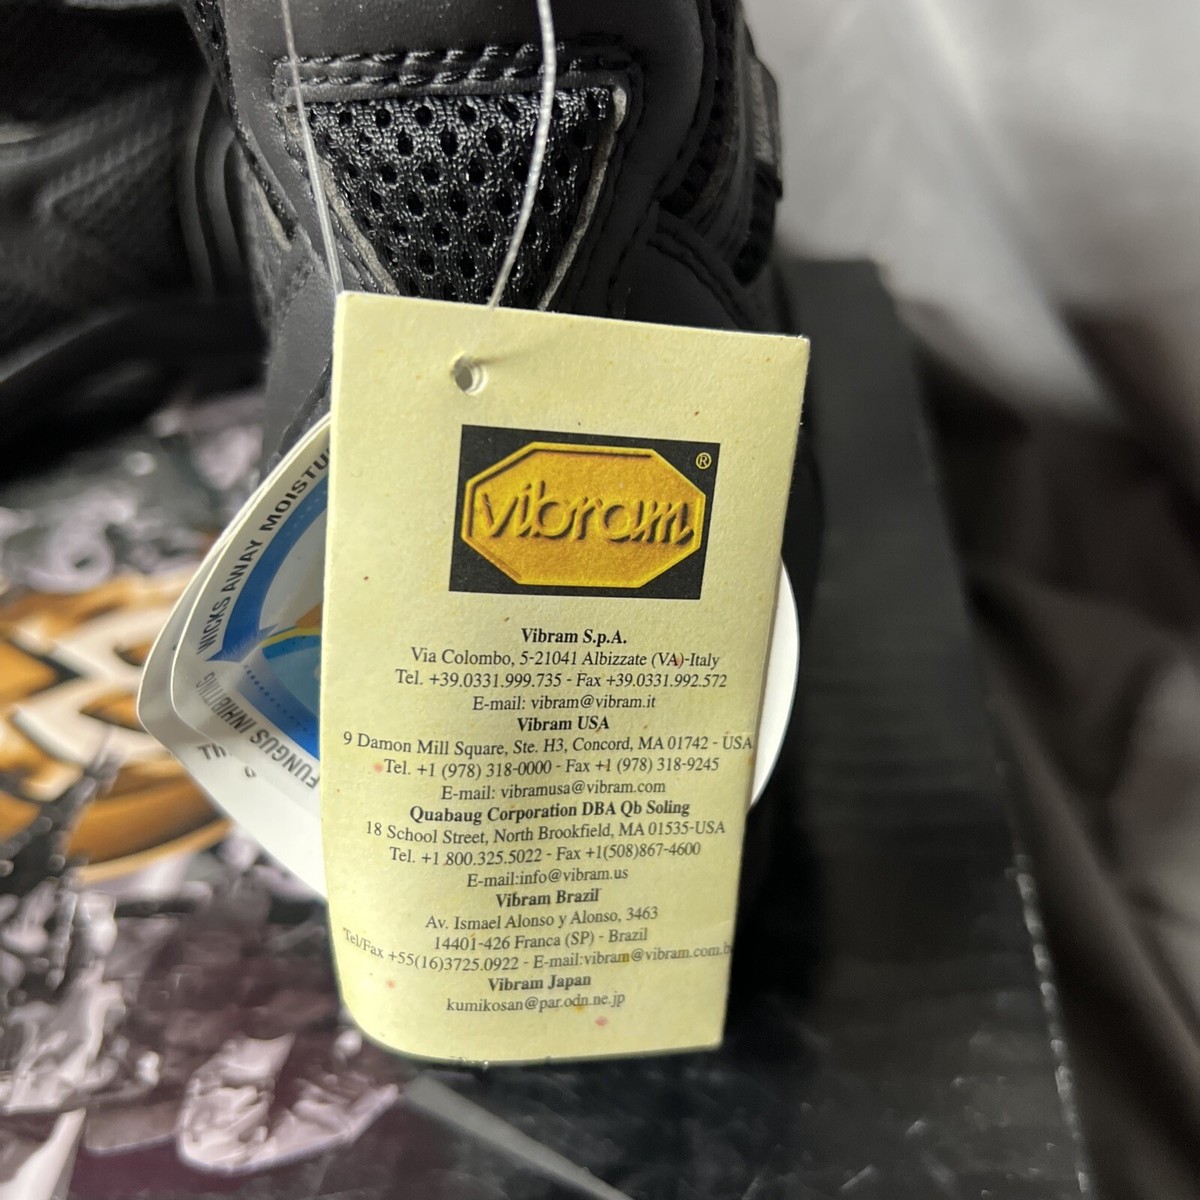 vibram
®
Vibram S.p.A.
Via Colombo, 5-21041 Albizzate (VA)-Italy
Tel. +39.0331.999.735 - Fax +39.0331.992.572
E-mail: vibram@vibram.it
Vibram USA
9 Damon Mill Square, Ste. H3, Concord, MA 01742 - USA
Tel. +1 (978) 318-0000 - Fax +1 (978) 318-9245
E-mail: vibramusa@vibram.com
Quabaug Corporation DBA Qb Soling
18 School Street, North Brookfield, MA 01535-USA
Tel. +1 800.325.5022 - Fax +1(508)867-4600
E-mail:info@vibram.us
Vibram Brazil
Av. Ismael Alonso y Alonso, 3463
14401-426 Franca (SP) - Brazil
Tel/Fax +55(16)3725.0922 - E-mail:vibram@vibram.com.b
Vibram Japan
kumikosan@par.odn.ne.jp
WICKS AWAY MOISTU
FUNGUS INHIBITING